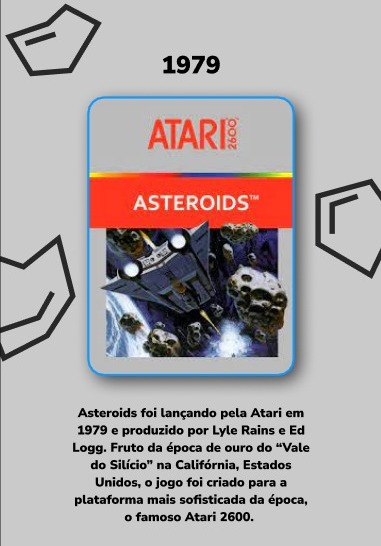 1979
ATARI 2600
ASTEROIDS™
Asteroids foi lançando pela Atari em
1979 e produzido por Lyle Rains e Ed
Logg. Fruto da época de ouro do “Vale
do Silício” na Califórnia, Estados
Unidos, o jogo foi criado para a
plataforma mais sofisticada da época,
o famoso Atari 2600.